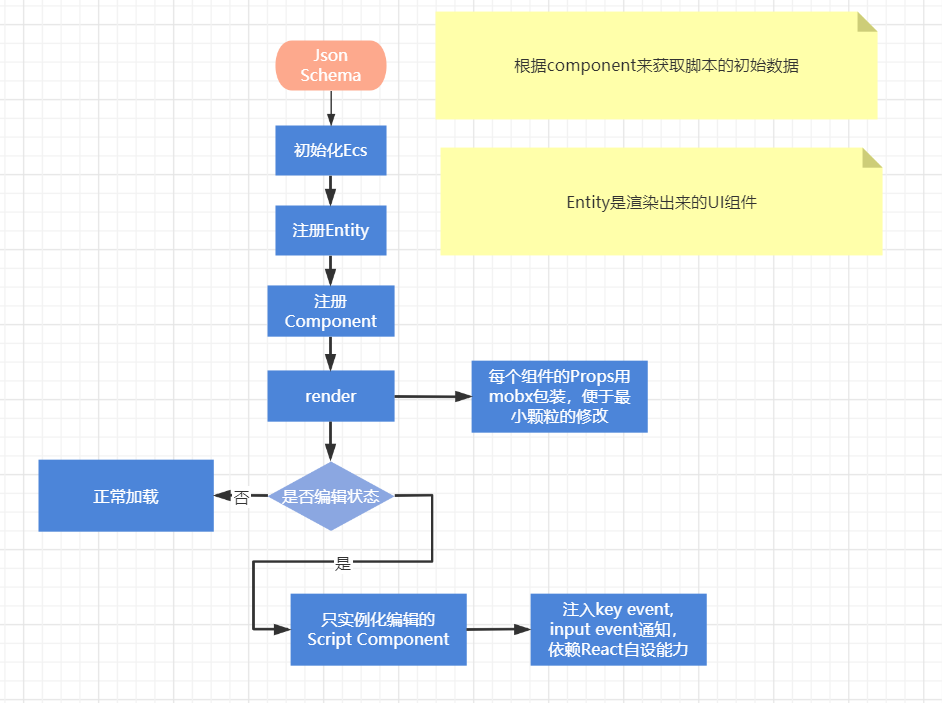 Json
Schema
根据component来获取脚本的初始数据
初始化Ecs
Entity是渲染出来的UI组件
注册Entity
注册
Component
render
每个组件的Props用
mobx包装，便于最
小颗粒的修改
正常加载
否
是否编辑状态
是
只实例化编辑的
Script Component
注入key event,
input event通知，
依赖React自设能力